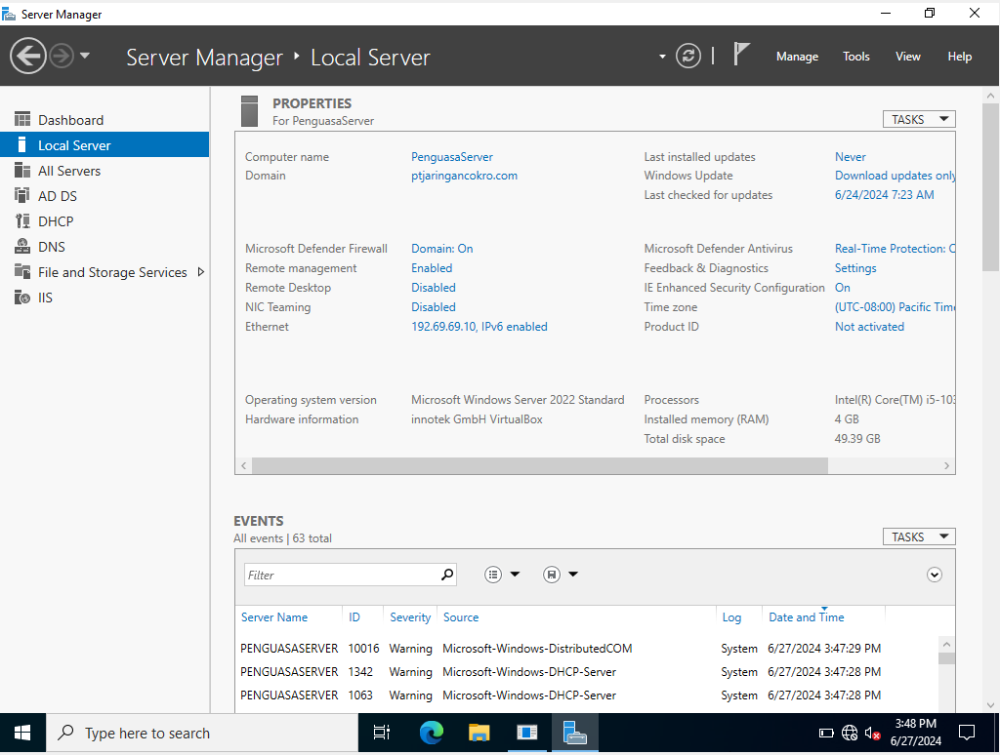 Server Manager
Server Manager ‣ Local Server
Manage Tools View Help
Dashboard
Local Server
All Servers
AD DS
DHCP
DNS
File and Storage Services
IIS
PROPERTIES
For PenguasaServer
TASKS
Computer name PenguasaServer Last installed updates Never
Domain ptjaringancokro.com Windows Update Download updates only
Last checked for updates 6/24/2024 7:23 AM
Microsoft Defender Firewall Domain: On Microsoft Defender Antivirus Real-Time Protection:
Remote management Enabled Feedback & Diagnostics Settings
Remote Desktop Disabled IE Enhanced Security Configuration On
NIC Teaming Disabled Time zone (UTC-08:00) Pacific Time
Ethernet 192.69.69.10, IPv6 enabled Product ID Not activated
Operating system version Microsoft Windows Server 2022 Standard Processors Intel(R) Core(TM) i5-103
Hardware information innotek GmbH VirtualBox Installed memory (RAM) 4 GB
Total disk space 49.39 GB
EVENTS
All events | 63 total
TASKS
Filter
Server Name ID Severity Source Log Date and Time
PENGUASASERVER 10016 Warning Microsoft-Windows-DistributedCOM System 6/27/2024 3:47:29 PM
PENGUASASERVER 1342 Warning Microsoft-Windows-DHCP-Server System 6/27/2024 3:47:28 PM
PENGUASASERVER 1063 Warning Microsoft-Windows-DHCP-Server System 6/27/2024 3:47:28 PM
Type here to search
3:48 PM
6/27/2024